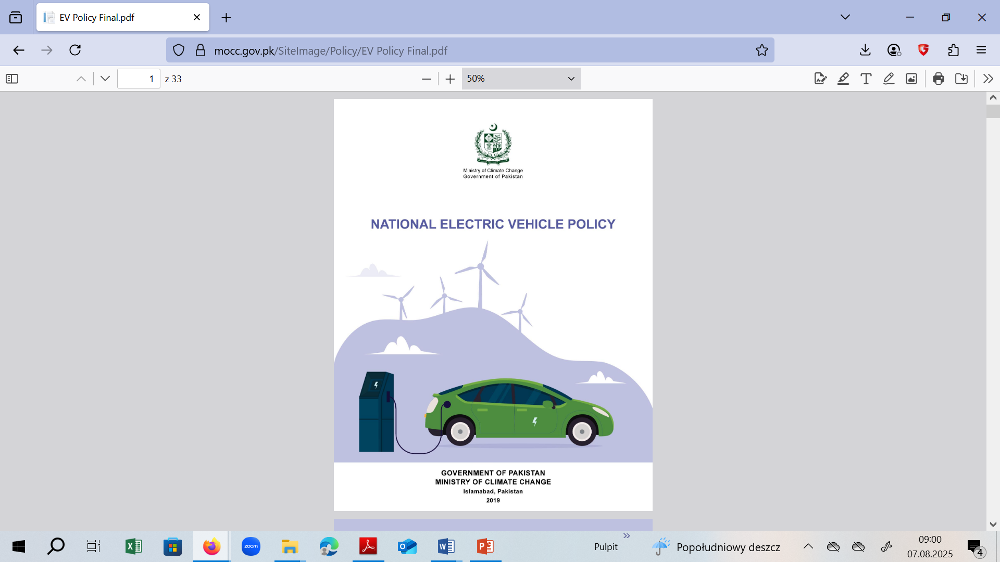 EV Policy Final.pdf
mocc.gov.pk/SiteImage/Policy/EV Policy Final.pdf
1 z 33
50%
Ministry of Climate Change
Government of Pakistan
NATIONAL ELECTRIC VEHICLE POLICY
GOVERNMENT OF PAKISTAN
MINISTRY OF CLIMATE CHANGE
Islamabad, Pakistan
2019
zoom
Pulpit
Popołudniowy deszcz
09:00
07.08.2025
4